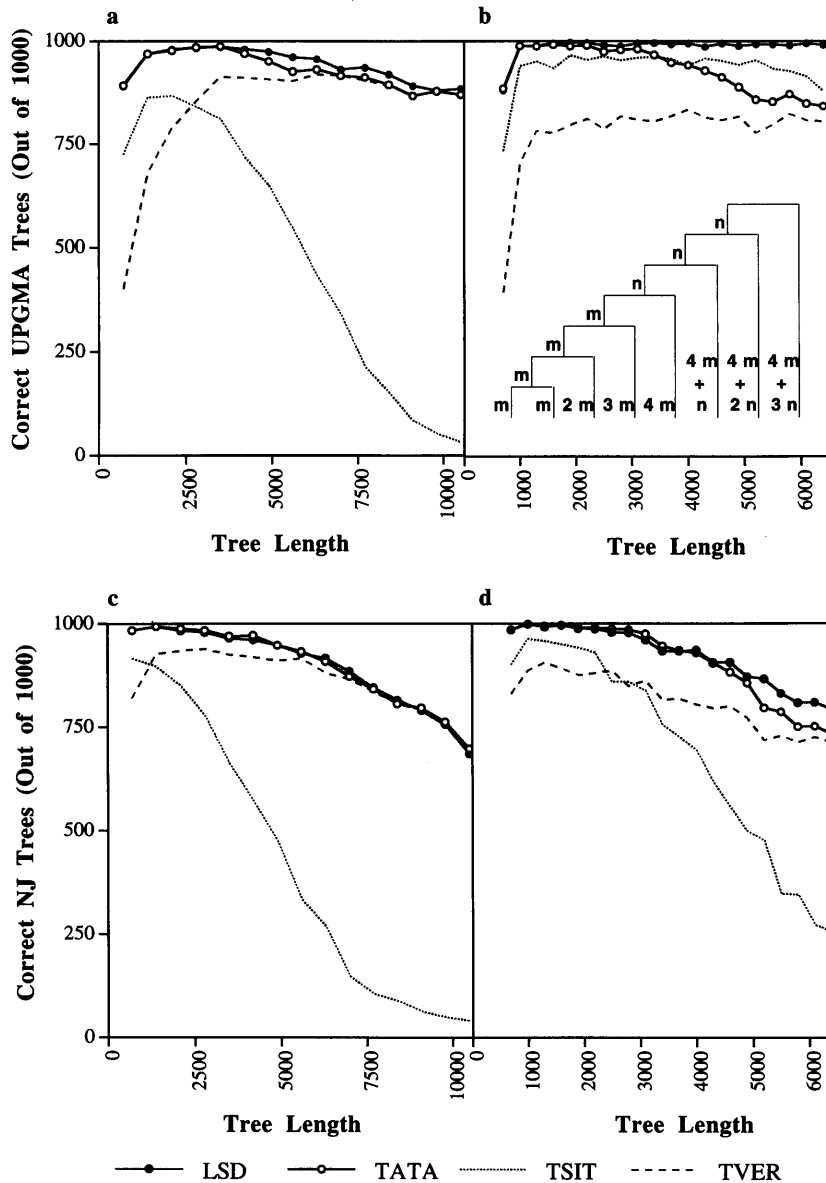 a
b
Correct UPGMA Trees (Out of 1000)
1000
750
500
250
0
n
n
n
m
m
m
m
m
2 m
3 m
4 m
4 m
+
n
4 m
+
2 n
4 m
+
3 n
0
2500
5000
7500
10000
0
1000
2000
3000
4000
5000
6000
Tree Length
Tree Length
c
d
Correct NJ Trees (Out of 1000)
1000
750
500
250
0
0
2500
5000
7500
10000
0
1000
2000
3000
4000
5000
6000
Tree Length
Tree Length
LSD
TATA
TSIT
TVER